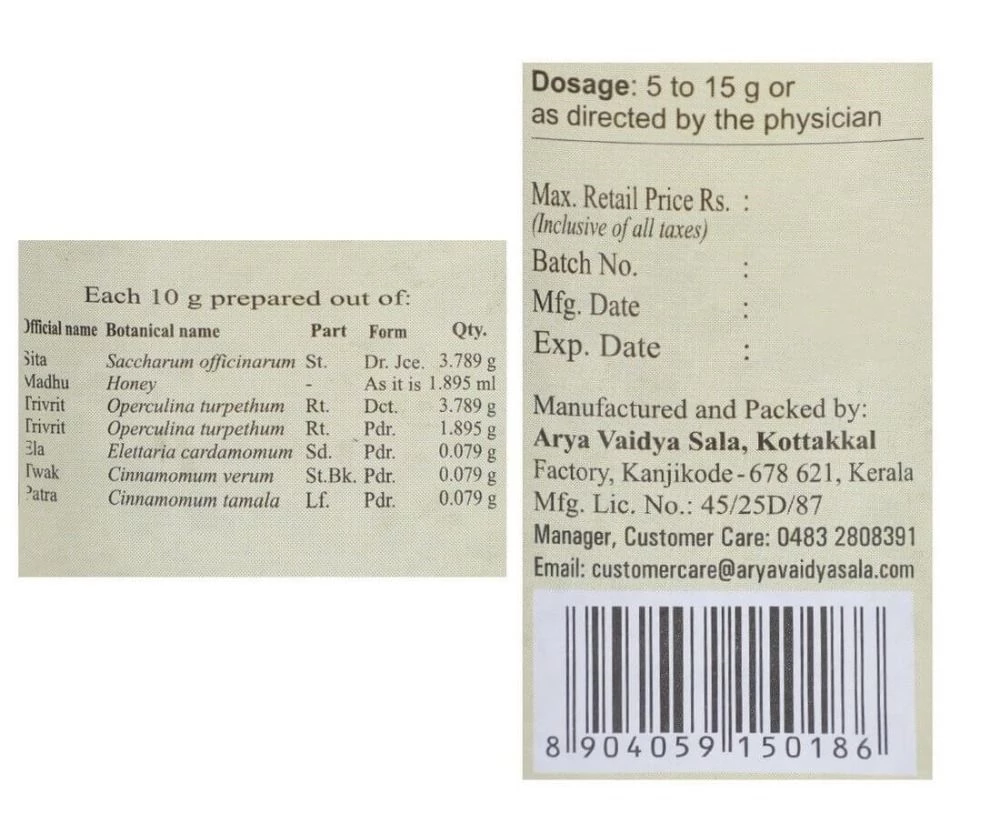 Each 10 g prepared out of:
Official name Botanical name Part Form Qty.
Sita Saccharum officinarum St. Dr. Jce. 3.789 g
Madhu Honey - As it is 1.895 ml
Trivrit Operculina turpethum Rt. Dct. 3.789 g
Trivrit Operculina turpethum Rt. Pdr. 1.895 g
Ela Elettaria cardamomum Sd. Pdr. 0.079 g
Twak Cinnamomum verum St.Bk. Pdr. 0.079 g
Patra Cinnamomum tamala Lf. Pdr. 0.079 g
Dosage: 5 to 15 g or
as directed by the physician
Max. Retail Price Rs. :
(Inclusive of all taxes)
Batch No. :
Mfg. Date :
Exp. Date :
Manufactured and Packed by:
Arya Vaidya Sala, Kottakkal
Factory, Kanjikode - 678 621, Kerala
Mfg. Lic. No.: 45/25D/87
Manager, Customer Care: 0483 2808391
Email: customercare@aryavaidyasala.com
8 904059 150186